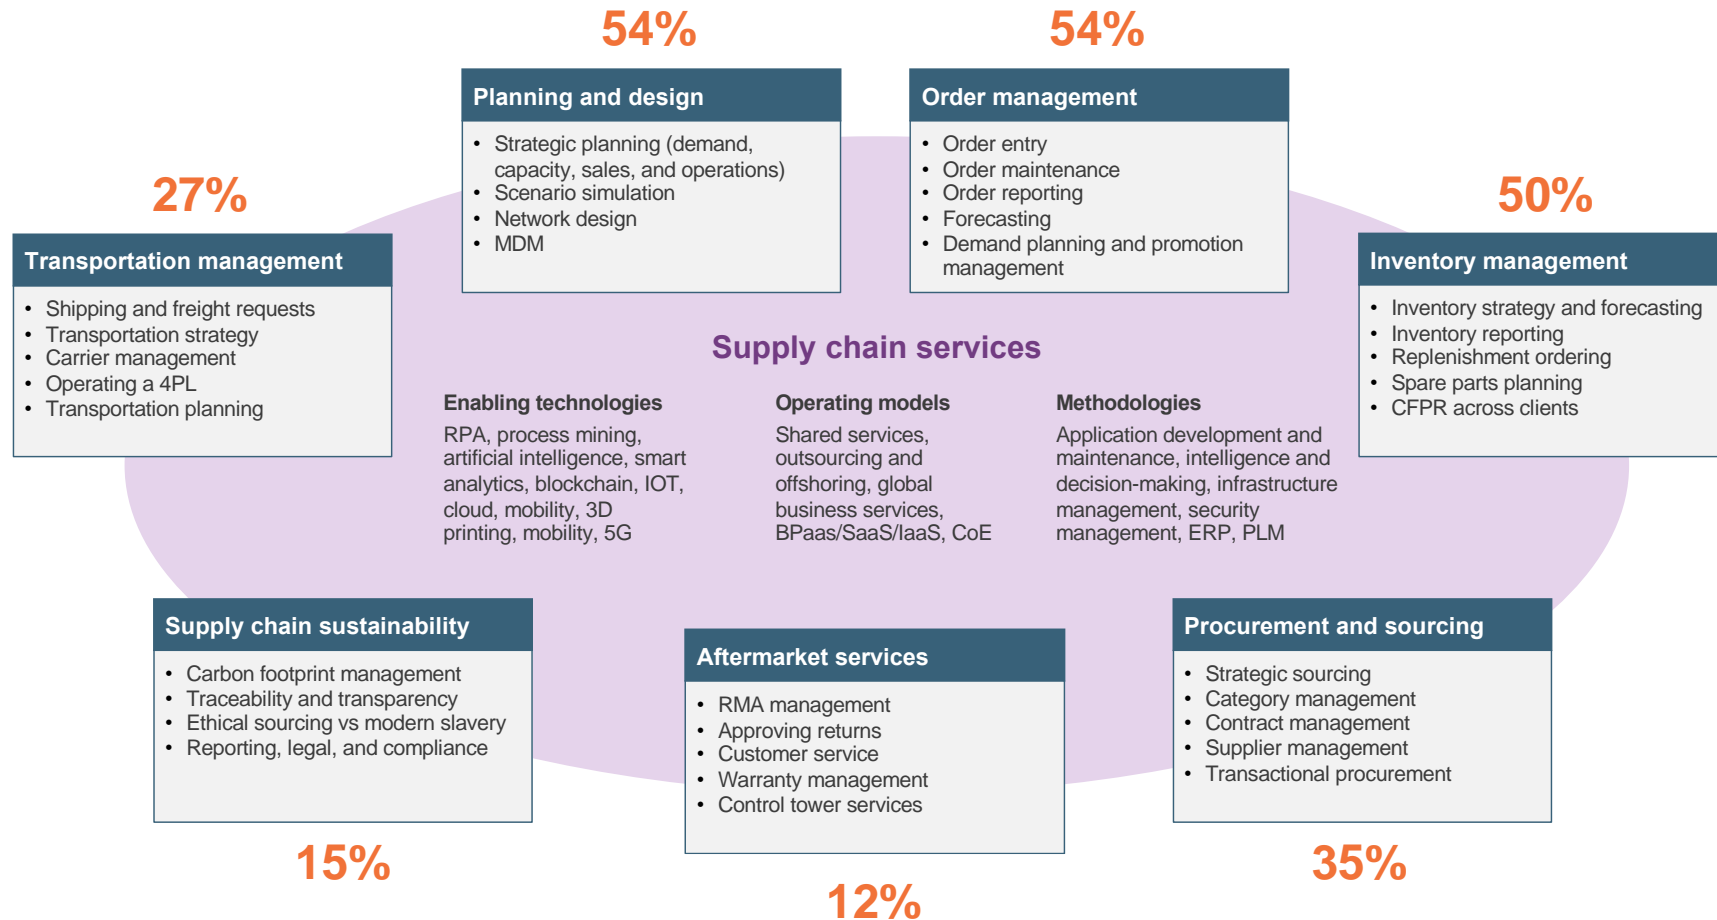 54%
54%
Planning and design
• Strategic planning (demand,
capacity, sales, and operations)
• Scenario simulation
• Network design
• MDM
Order management
• Order entry
• Order maintenance
• Order reporting
• Forecasting
• Demand planning and promotion
management
27%
Transportation management
• Shipping and freight requests
• Transportation strategy
• Carrier management
• Operating a 4PL
• Transportation planning
50%
Inventory management
• Inventory strategy and forecasting
• Inventory reporting
• Replenishment ordering
• Spare parts planning
• CFPR across clients
Supply chain services
Enabling technologies
RPA, process mining,
artificial intelligence, smart
analytics, blockchain, IOT,
cloud, mobility, 3D
printing, mobility, 5G
Operating models
Shared services,
outsourcing and
offshoring, global
business services,
BPaas/SaaS/IaaS, CoE
Methodologies
Application development and
maintenance, intelligence and
decision-making, infrastructure
management, security
management, ERP, PLM
Supply chain sustainability
• Carbon footprint management
• Traceability and transparency
• Ethical sourcing vs modern slavery
• Reporting, legal, and compliance
15%
Aftermarket services
• RMA management
• Approving returns
• Customer service
• Warranty management
• Control tower services
12%
Procurement and sourcing
• Strategic sourcing
• Category management
• Contract management
• Supplier management
• Transactional procurement
35%